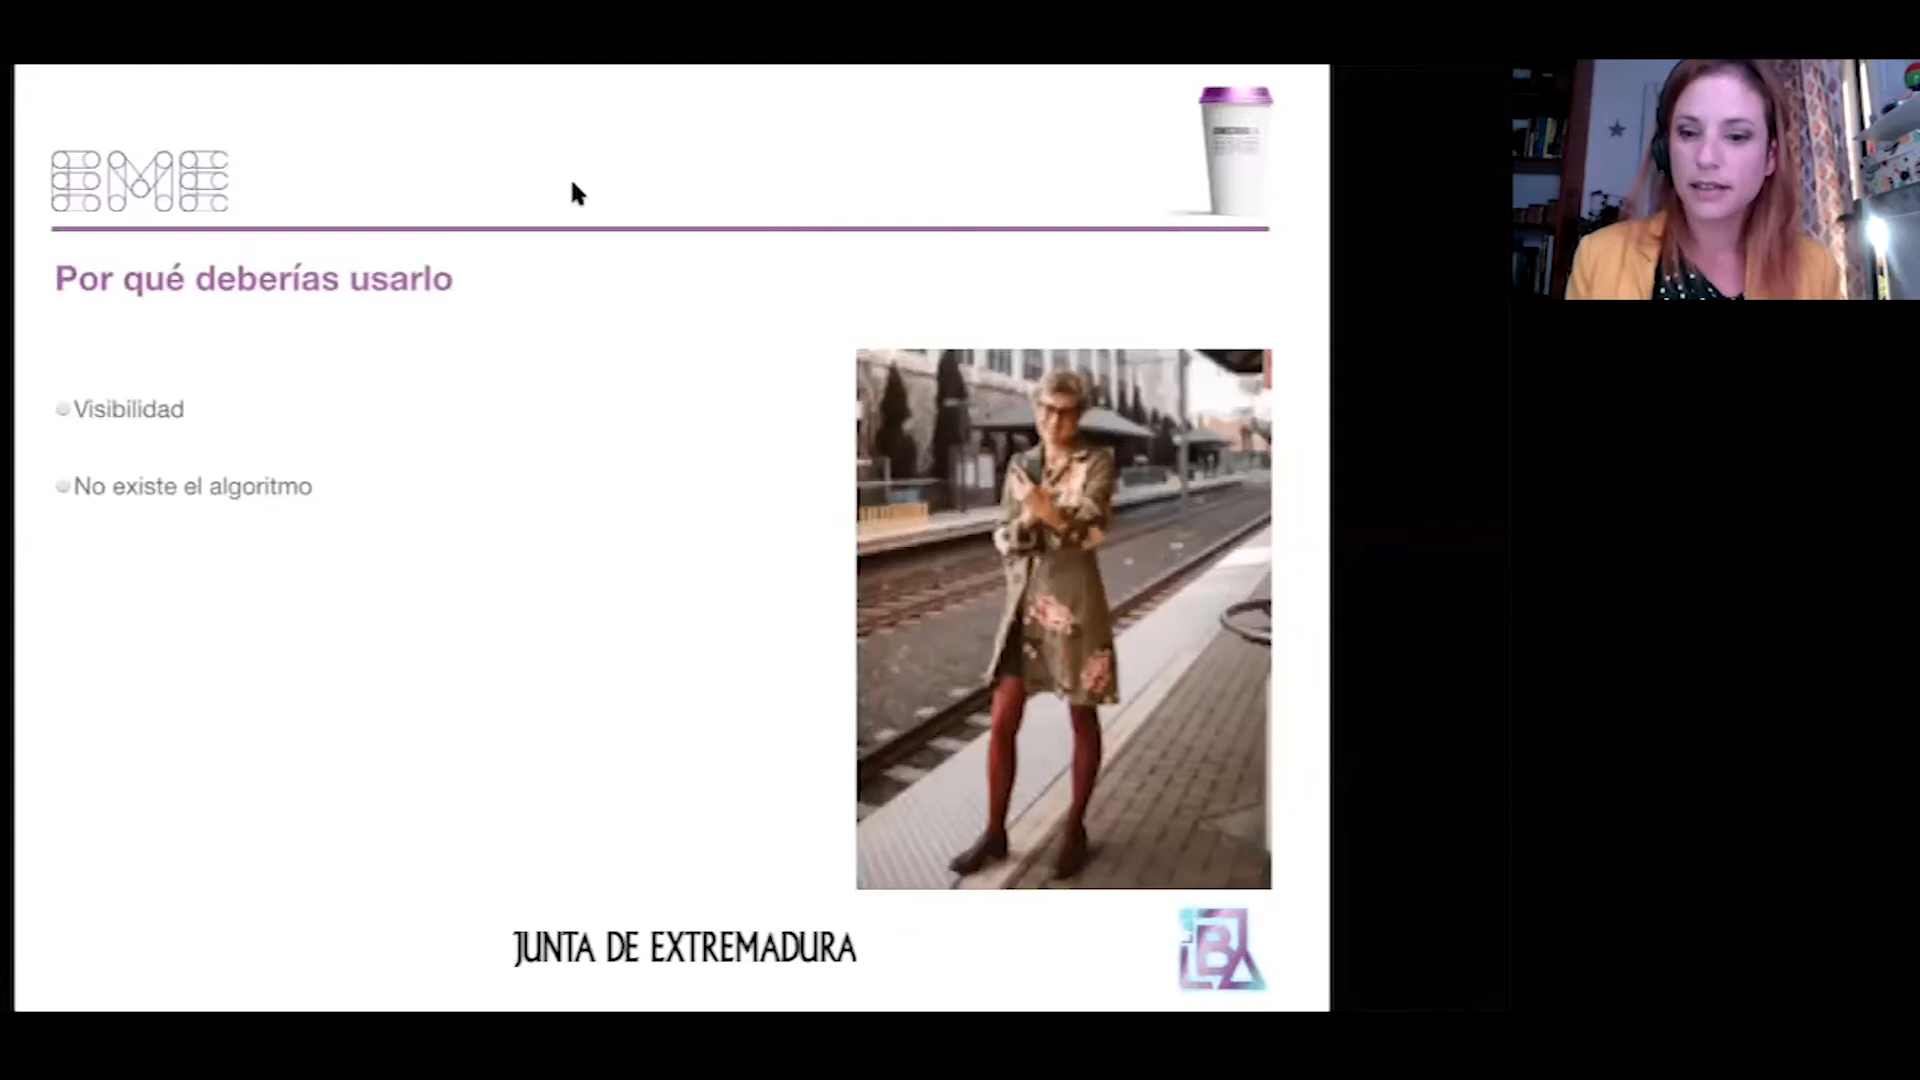 EME
Por qué deberías usarlo
Visibilidad
No existe el algoritmo
JUNTA DE EXTREMADURA